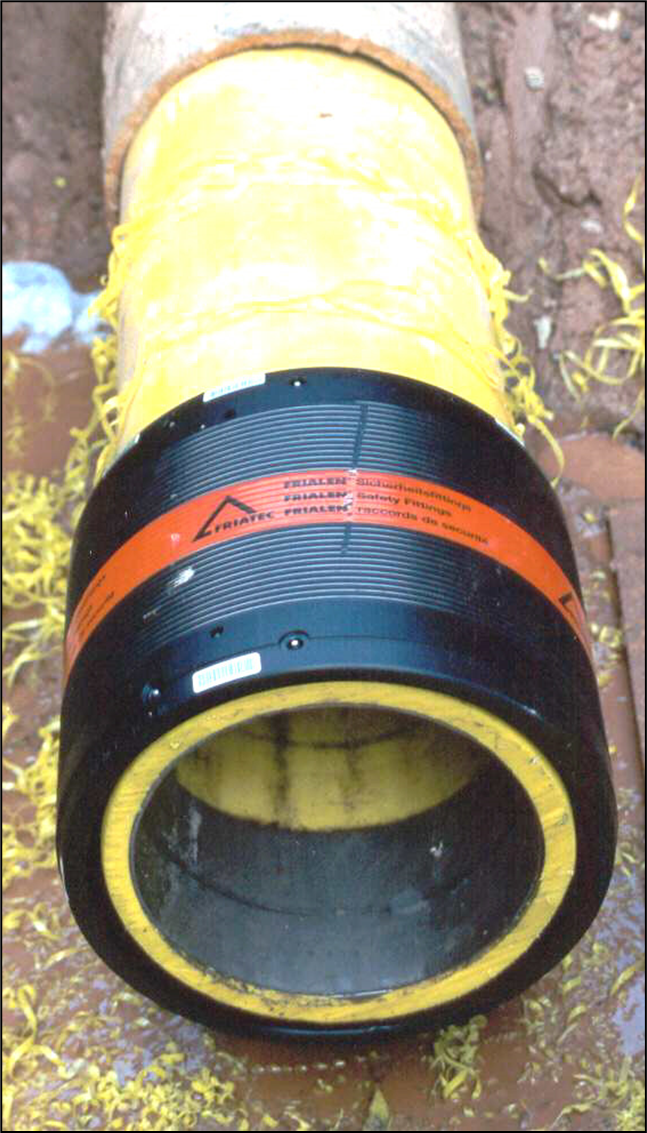 FRIATEC
FRIALEN Sicherheitsfittings
FRIALEN Safety Fittings
FRIALEN raccords de sécurité